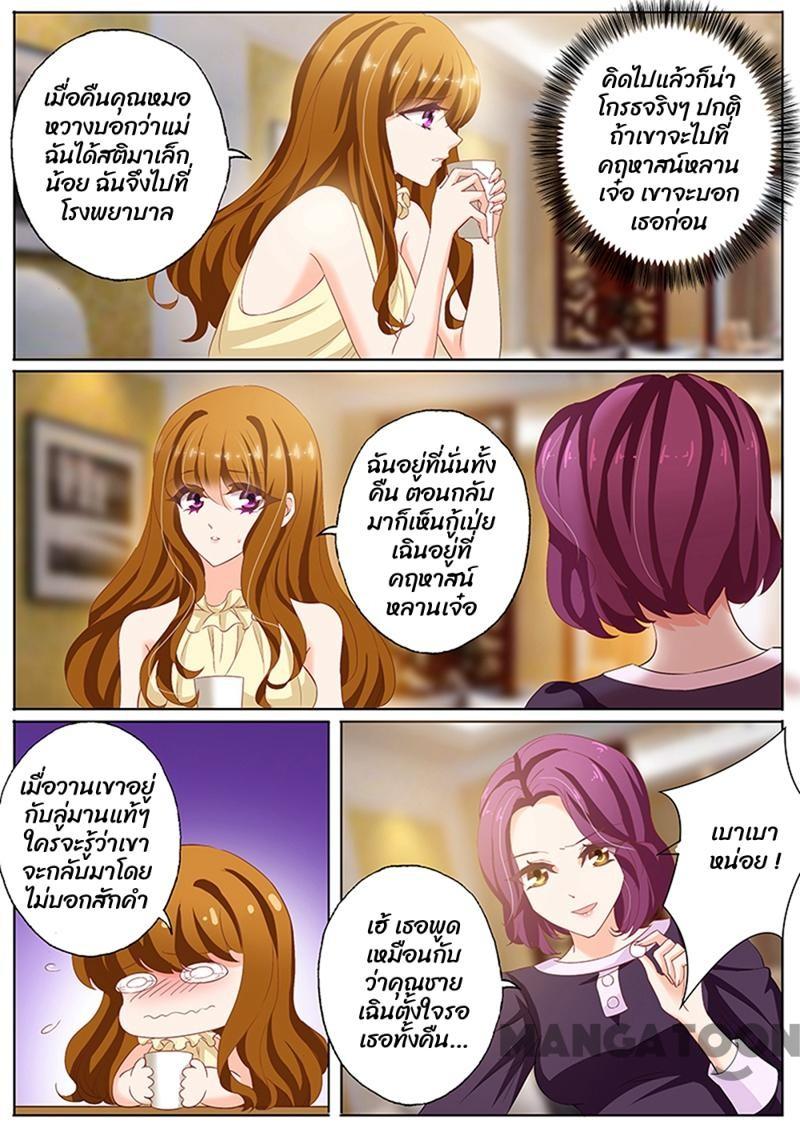 เมื่อคืนคุณหมอ
หวางบอกว่าแม่
ฉันได้สติมาเล็ก
น้อย ฉันจึงไปที่
โรงพยาบาล
คิดไปแล้วก็น่า
โกรธจริงๆ ปกติ
ถ้าเขาจะไปที่
คฤหาสน์หลาน
เจ๋อ เขาจะบอก
เธอก่อน
ฉันอยู่ที่นั่นทั้ง
คืน ตอนกลับ
มาก็เห็นกู้เปย
เฉินอยู่ที่
คฤหาสน์
หลานเจ๋อ
เมื่อวานเขาอยู่
กับลู่มานแท้ๆ
ใครจะรู้ว่าเขา
จะกลับมาโดย
ไม่บอกสักคำ
เบาเบา
หน่อย !
เฮ้ เธอพูด
เหมือนกับ
ว่าคุณชาย
เฉินตั้งใจรอ
เธอทั้งคืน...
MANGATOON